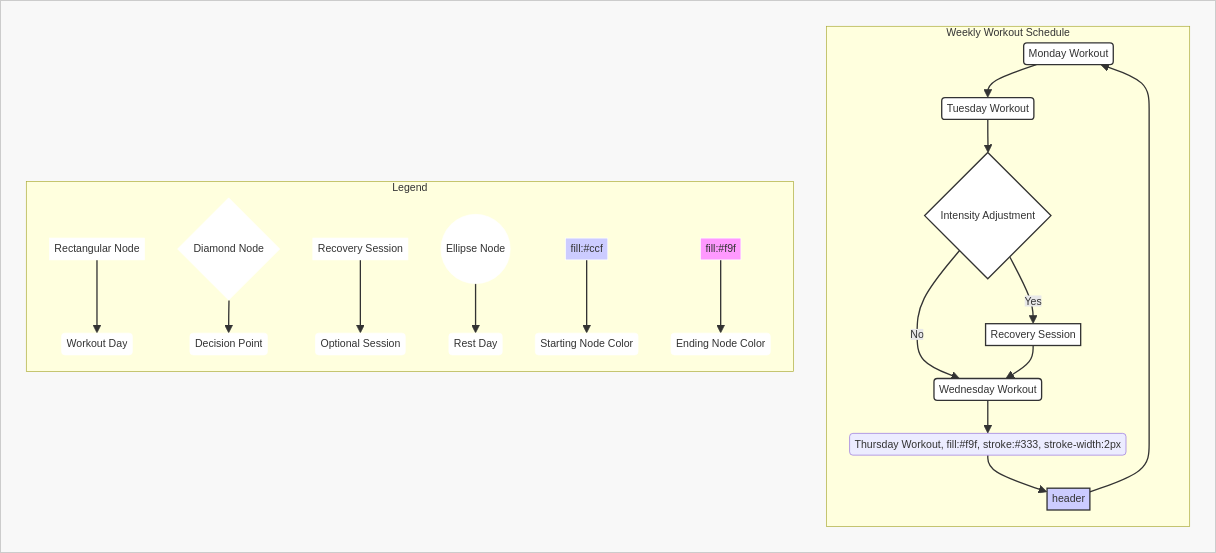 Legend
Rectangular Node
Diamond Node
Recovery Session
Ellipse Node
fill:#ccf
fill:#f9f
Workout Day
Decision Point
Optional Session
Rest Day
Starting Node Color
Ending Node Color
Weekly Workout Schedule
Monday Workout
Tuesday Workout
Intensity Adjustment
Yes
No
Recovery Session
Wednesday Workout
Thursday Workout, fill:#f9f, stroke:#333, stroke-width:2px
header